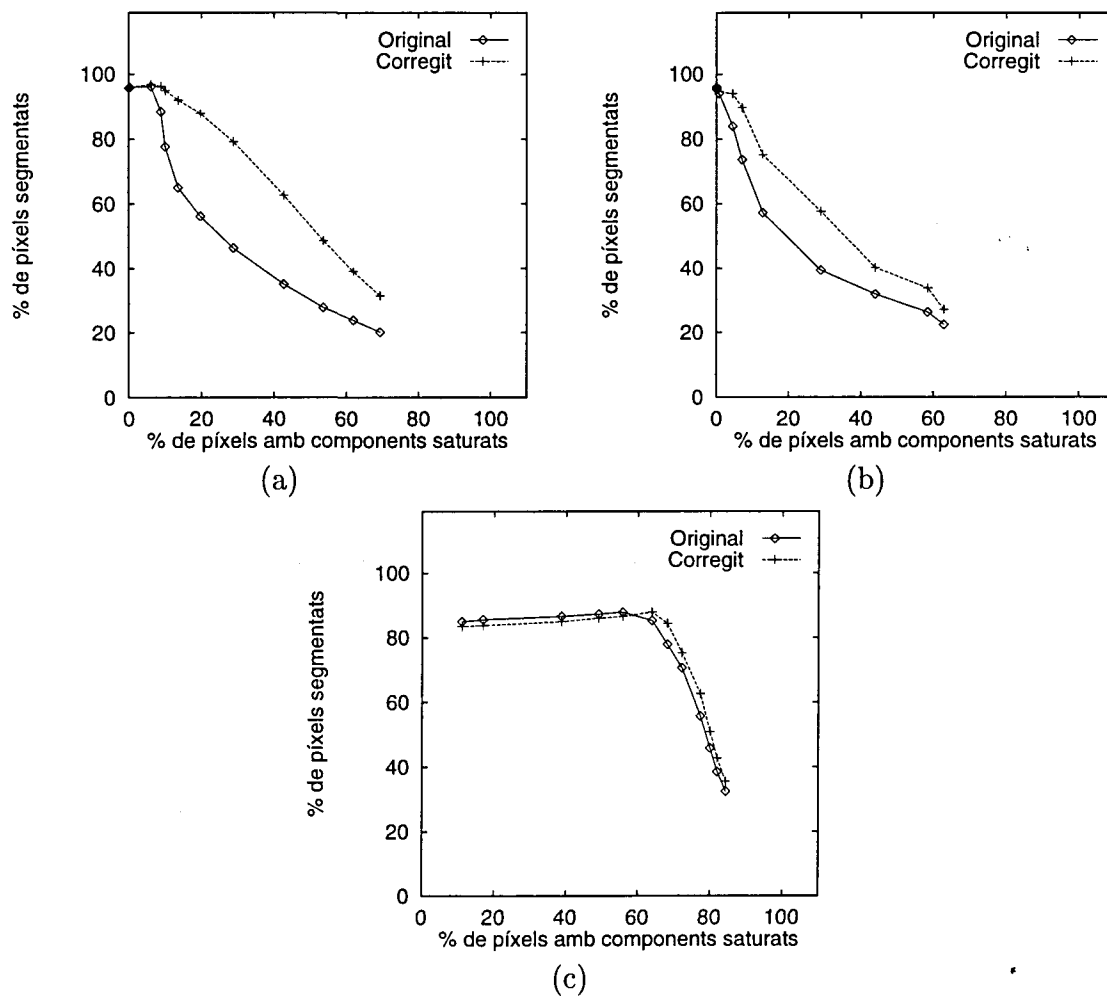 Original
Corregit
100
80
60
40
20
0
% de píxels segmentats
0 20 40 60 80 100
% de píxels amb components saturats
(a)
Original
Corregit
100
80
60
40
20
0
% de píxels segmentats
0 20 40 60 80 100
% de píxels amb components saturats
(b)
Original
Corregit
100
80
60
40
20
0
% de píxels segmentats
0 20 40 60 80 100
% de píxels amb components saturats
(c)